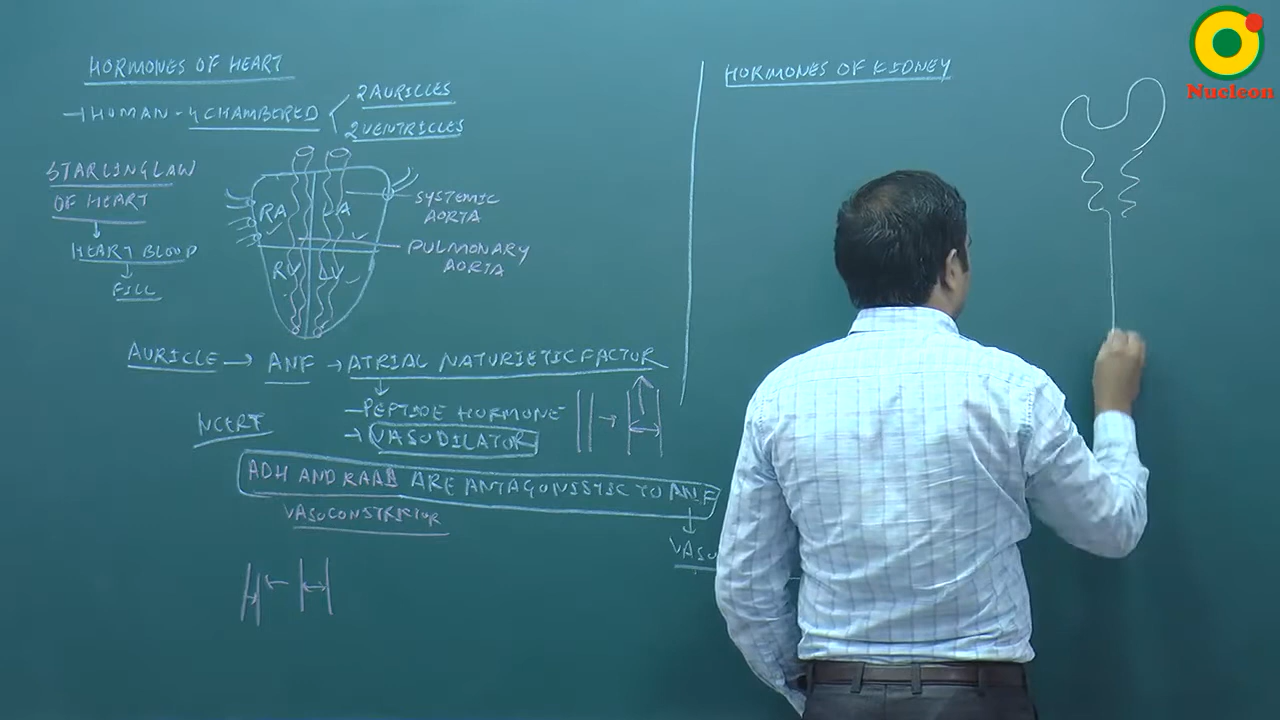 HORMONES OF HEART
→ HUMAN - 4 CHAMBERED
2 AURICLES
2 VENTRICLES
STARLING LAW
OF HEART
HEART BLOOD
FILL
RA
LA
RV
LV
SYSTEMIC
AORTA
PULMONARY
AORTA
AURICLE → ANF → ATRIAL NATURIETIC FACTOR
- PEPTIDE HORMONE
→ VASODILATOR
NCERT
ADH AND RAAS ARE ANTAGONISTIC TO ANF
VASOCONSTRICTOR
VASO
HORMONES OF KIDNEY
Nucleon